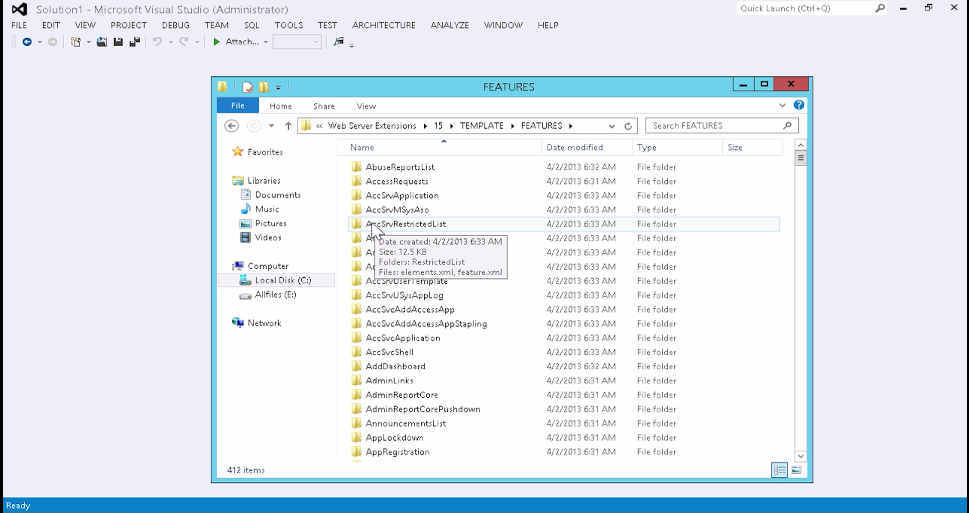 Solution1 - Microsoft Visual Studio (Administrator)
Quick Launch (Ctrl+Q)
FILE EDIT VIEW PROJECT DEBUG TEAM SQL TOOLS TEST ARCHITECTURE ANALYZE WINDOW HELP
Attach...
FEATURES
File Home Share View
« Web Server Extensions 15 TEMPLATE FEATURES
Search FEATURES
Name Date modified Type Size
Favorites
Libraries
Documents
Music
Pictures
Videos
Computer
Local Disk (C:)
Allfiles (E:)
Network
AbuseReportsList 4/2/2013 6:32 AM File folder
AccessRequests 4/2/2013 6:31 AM File folder
AccSrvApplication 4/2/2013 6:33 AM File folder
AccSrvMSysAso 4/2/2013 6:33 AM File folder
AccSrvRestrictedList 4/2/2013 6:33 AM File folder
4/2/2013 6:33 AM File folder
4/2/2013 6:33 AM File folder
4/2/2013 6:33 AM File folder
Date created: 4/2/2013 6:33 AM
Size: 12.5 KB
Folders: RestrictedList
Files: elements.xml, feature.xml
AccSrvUserTemplate 4/2/2013 6:33 AM File folder
AccSrvUSysAppLog 4/2/2013 6:33 AM File folder
AccSvcAddAccessApp 4/2/2013 6:33 AM File folder
AccSvcAddAccessAppStapling 4/2/2013 6:33 AM File folder
AccSvcApplication 4/2/2013 6:33 AM File folder
AccSvcShell 4/2/2013 6:33 AM File folder
AddDashboard 4/2/2013 6:33 AM File folder
AdminLinks 4/2/2013 6:31 AM File folder
AdminReportCore 4/2/2013 6:31 AM File folder
AdminReportCorePushdown 4/2/2013 6:31 AM File folder
AnnouncementsList 4/2/2013 6:31 AM File folder
AppLockdown 4/2/2013 6:31 AM File folder
AppRegistration 4/2/2013 6:31 AM File folder
412 items
Ready